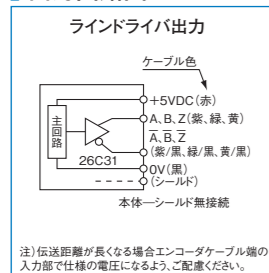 ラインドライバ出力
ケーブル色
+5VDC(赤)
A、B、Z(紫、緑、黄)
A、B、Z
(紫/黒、緑/黒、黄/黒)
0V(黒)
(シールド)
主回路
26C31
本体―シールド無接続
注)伝送距離が長くなる場合エンコーダケーブル端の
入力部で仕様の電圧になるよう、ご配慮ください。